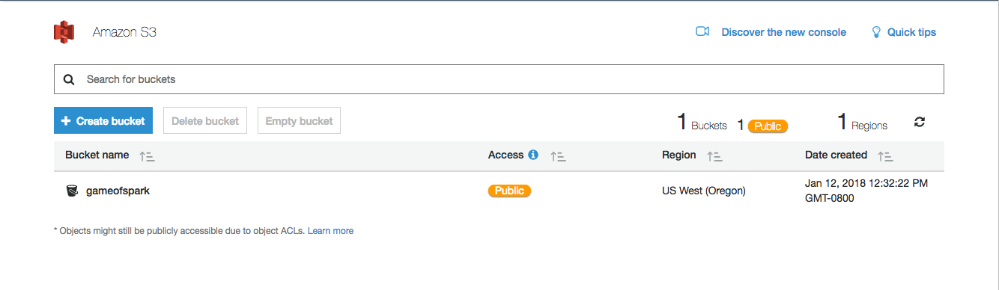 Amazon S3
Discover the new console
Quick tips
Search for buckets
Create bucket
Delete bucket
Empty bucket
1 Buckets
1 Public
1 Regions
Bucket name
Access
Region
Date created
gameofspark
Public
US West (Oregon)
Jan 12, 2018 12:32:22 PM
GMT-0800
* Objects might still be publicly accessible due to object ACLs. Learn more